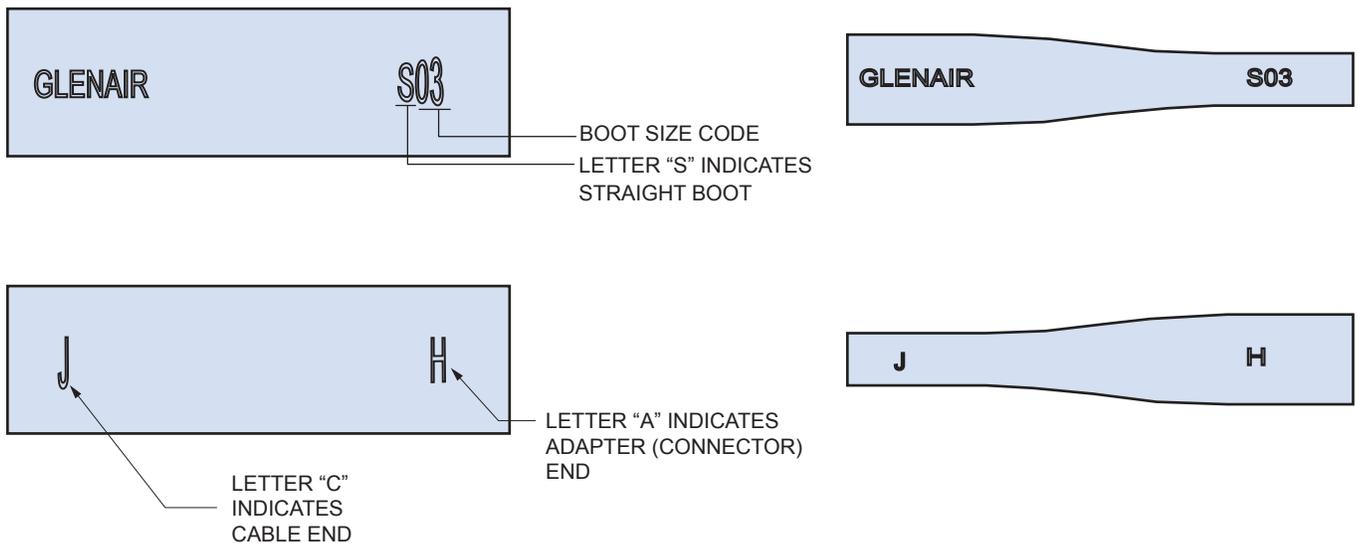 GLENAIR S03
GLENAIR S03
BOOT SIZE CODE
LETTER “S” INDICATES
STRAIGHT BOOT
J H
J H
LETTER “A” INDICATES
ADAPTER (CONNECTOR)
END
LETTER “C”
INDICATES
CABLE END